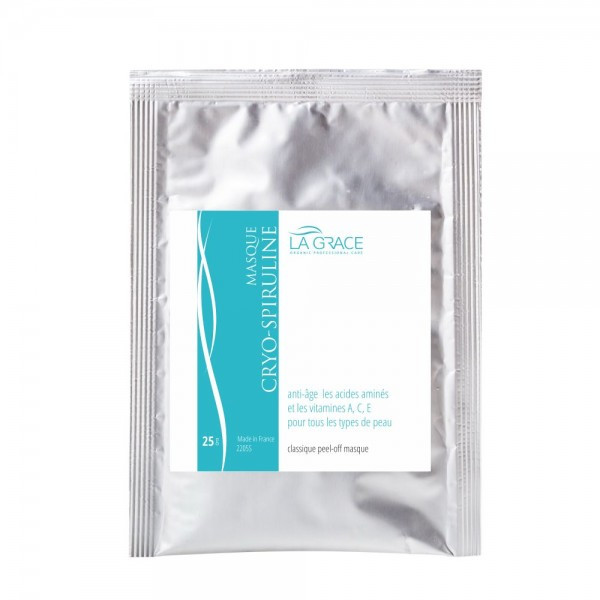 MASQUE
CRYO-SPIRULINE
LA GRACE
ORGANIC PROFESSIONAL CARE
anti-âge les acides aminés
et les vitamines A, C, E
pour tous les types de peau
classique peel-off masque
25 g
Made in France
22055